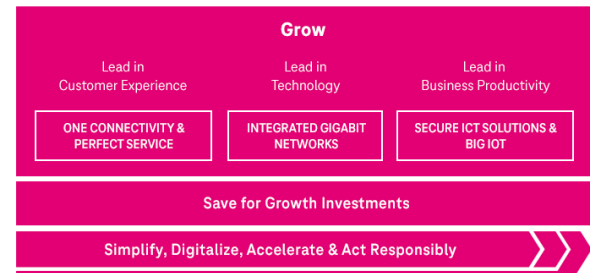 Grow
Lead in
Customer Experience
Lead in
Technology
Lead in
Business Productivity
ONE CONNECTIVITY &
PERFECT SERVICE
INTEGRATED GIGABIT
NETWORKS
SECURE ICT SOLUTIONS &
BIG IOT
Save for Growth Investments
Simplify, Digitalize, Accelerate & Act Responsibly